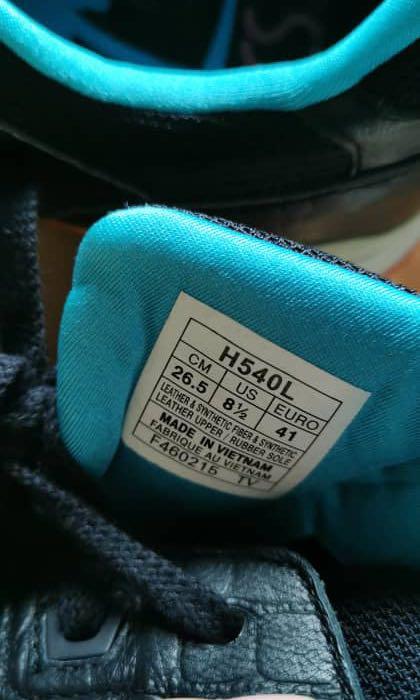 H540L
CM US EURO
26.5 8½ 41
LEATHER & SYNTHETIC FIBER & SYNTHETIC
LEATHER UPPER / RUBBER SOLE
MADE IN VIETNAM
FABRIQUE AU VIETNAM
F460215 TV